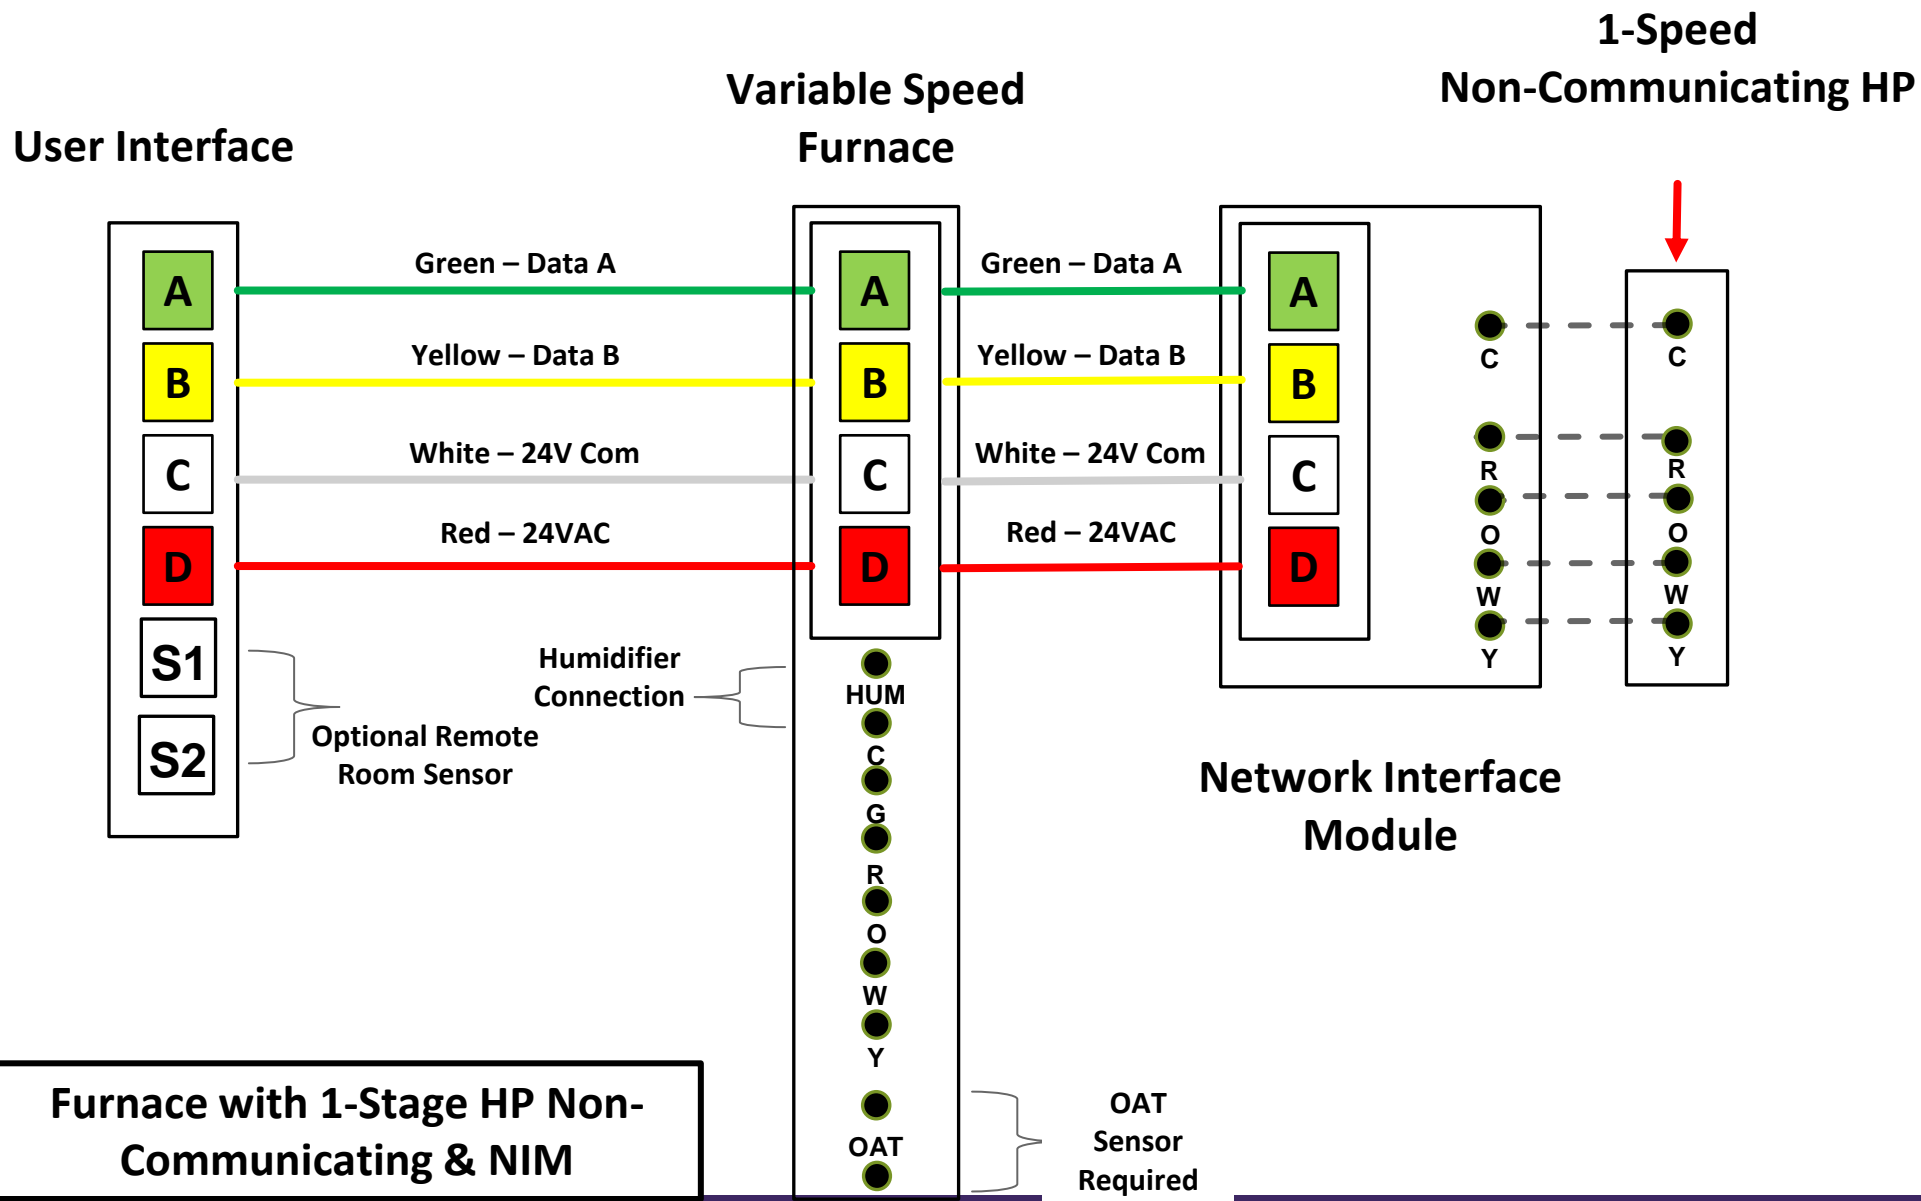 1-Speed
Non-Communicating HP
Variable Speed
Furnace
User Interface
A
B
C
D
S1
S2
Green – Data A
Yellow – Data B
White – 24V Com
Red – 24VAC
Optional Remote
Room Sensor
Humidifier
Connection
A
B
C
D
HUM
C
G
R
O
W
Y
OAT
OAT
Sensor
Required
Green – Data A
Yellow – Data B
White – 24V Com
Red – 24VAC
A
B
C
D
C
R
O
W
Y
C
R
O
W
Y
Network Interface
Module
Furnace with 1-Stage HP Non-
Communicating & NIM